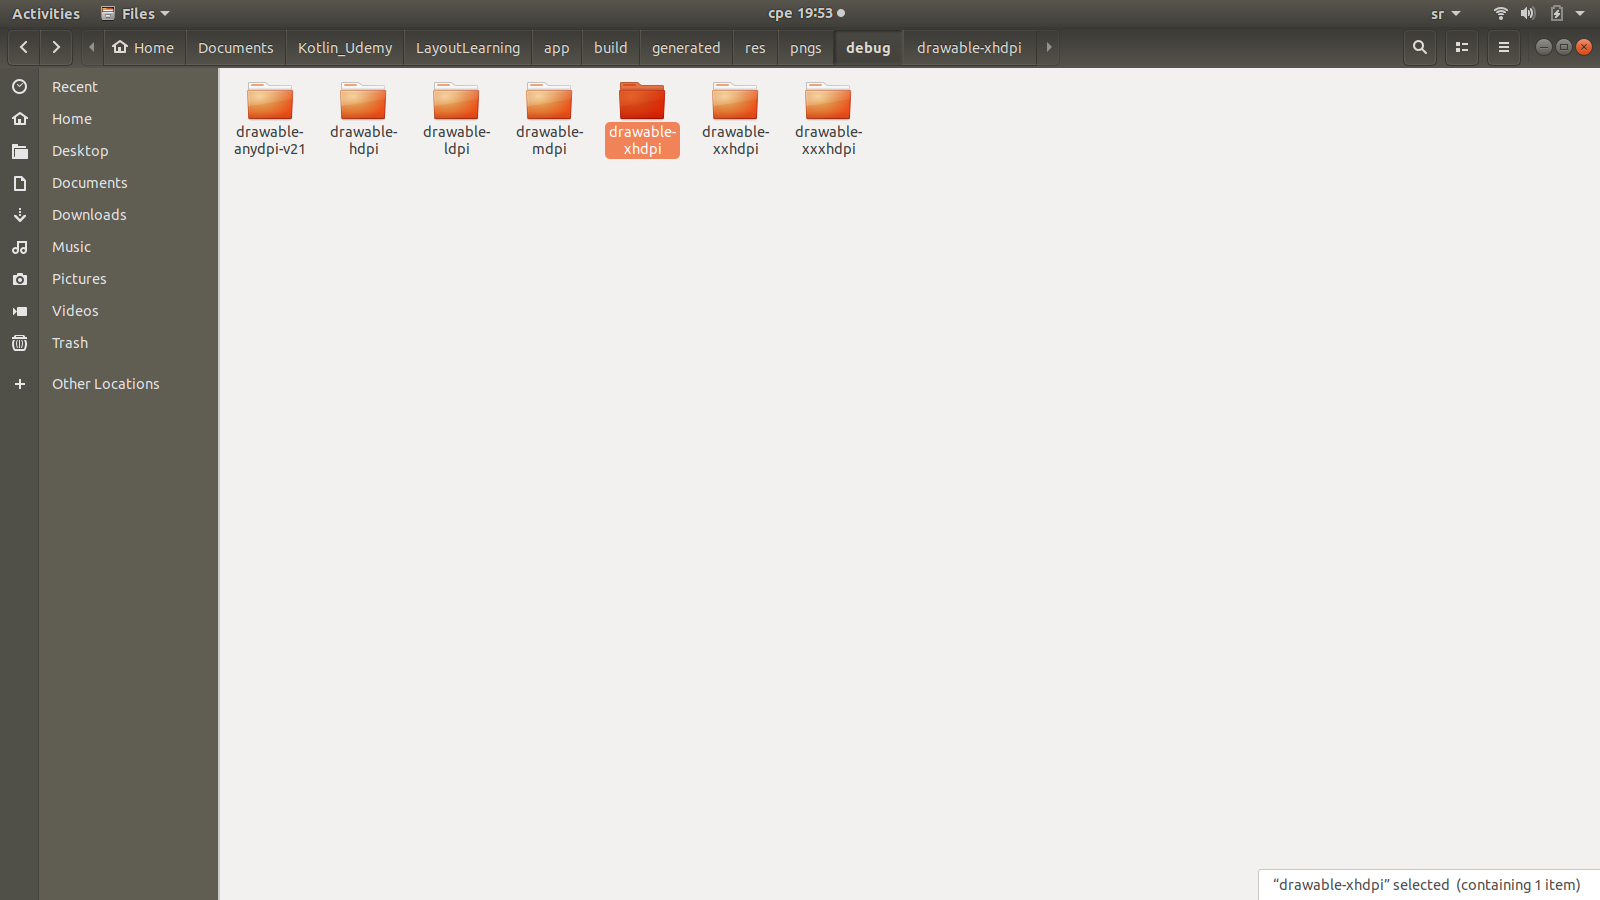 Activities Files сре 19:53 sr
Home Documents Kotlin_Udemy LayoutLearning app build generated res pngs debug drawable-xhdpi
Recent
Home
Desktop
Documents
Downloads
Music
Pictures
Videos
Trash
Other Locations
drawable-
anydpi-v21
drawable-
hdpi
drawable-
ldpi
drawable-
mdpi
drawable-
xhdpi
drawable-
xxhdpi
drawable-
xxxhdpi
“drawable-xhdpi” selected (containing 1 item)